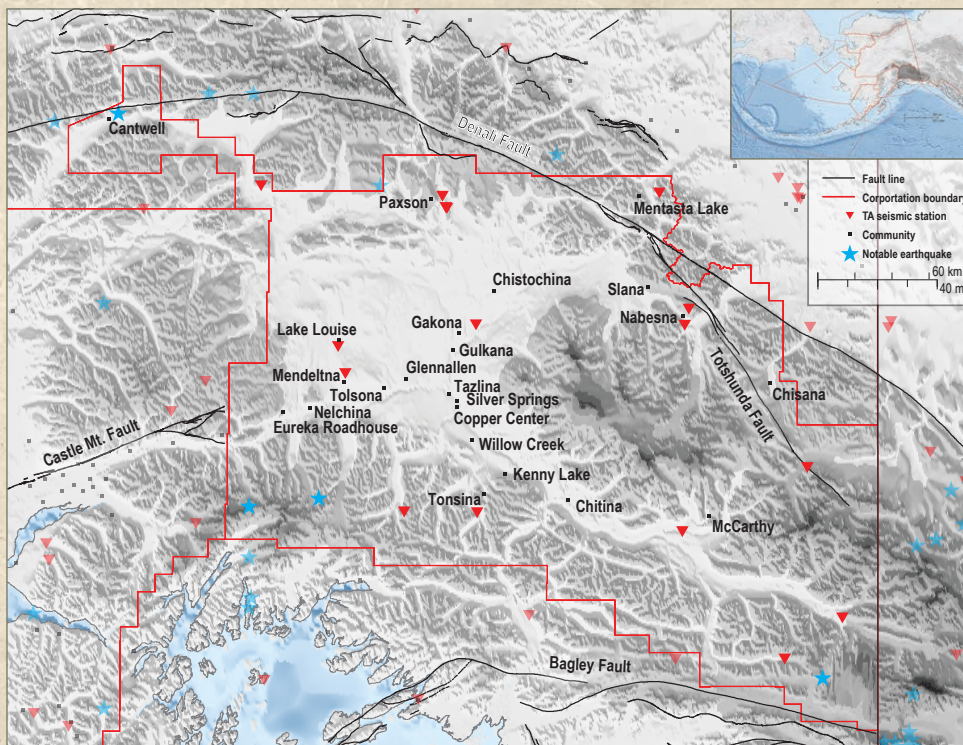 Denali Fault
Cantwell
Paxson
Mentasta Lake
Fault line
Corportation boundary
TA seismic station
Community
Notable earthquake
60 km
40 m
Chistochina
Slana
Nabesna
Gakona
Lake Louise
Gulkana
Glennallen
Mendeltna
Tolsona
Tazlina
Silver Springs
Nelchina
Copper Center
Eureka Roadhouse
Chisana
Totshunda Fault
Castle Mt. Fault
Willow Creek
Kenny Lake
Tonsina
Chitina
McCarthy
Bagley Fault